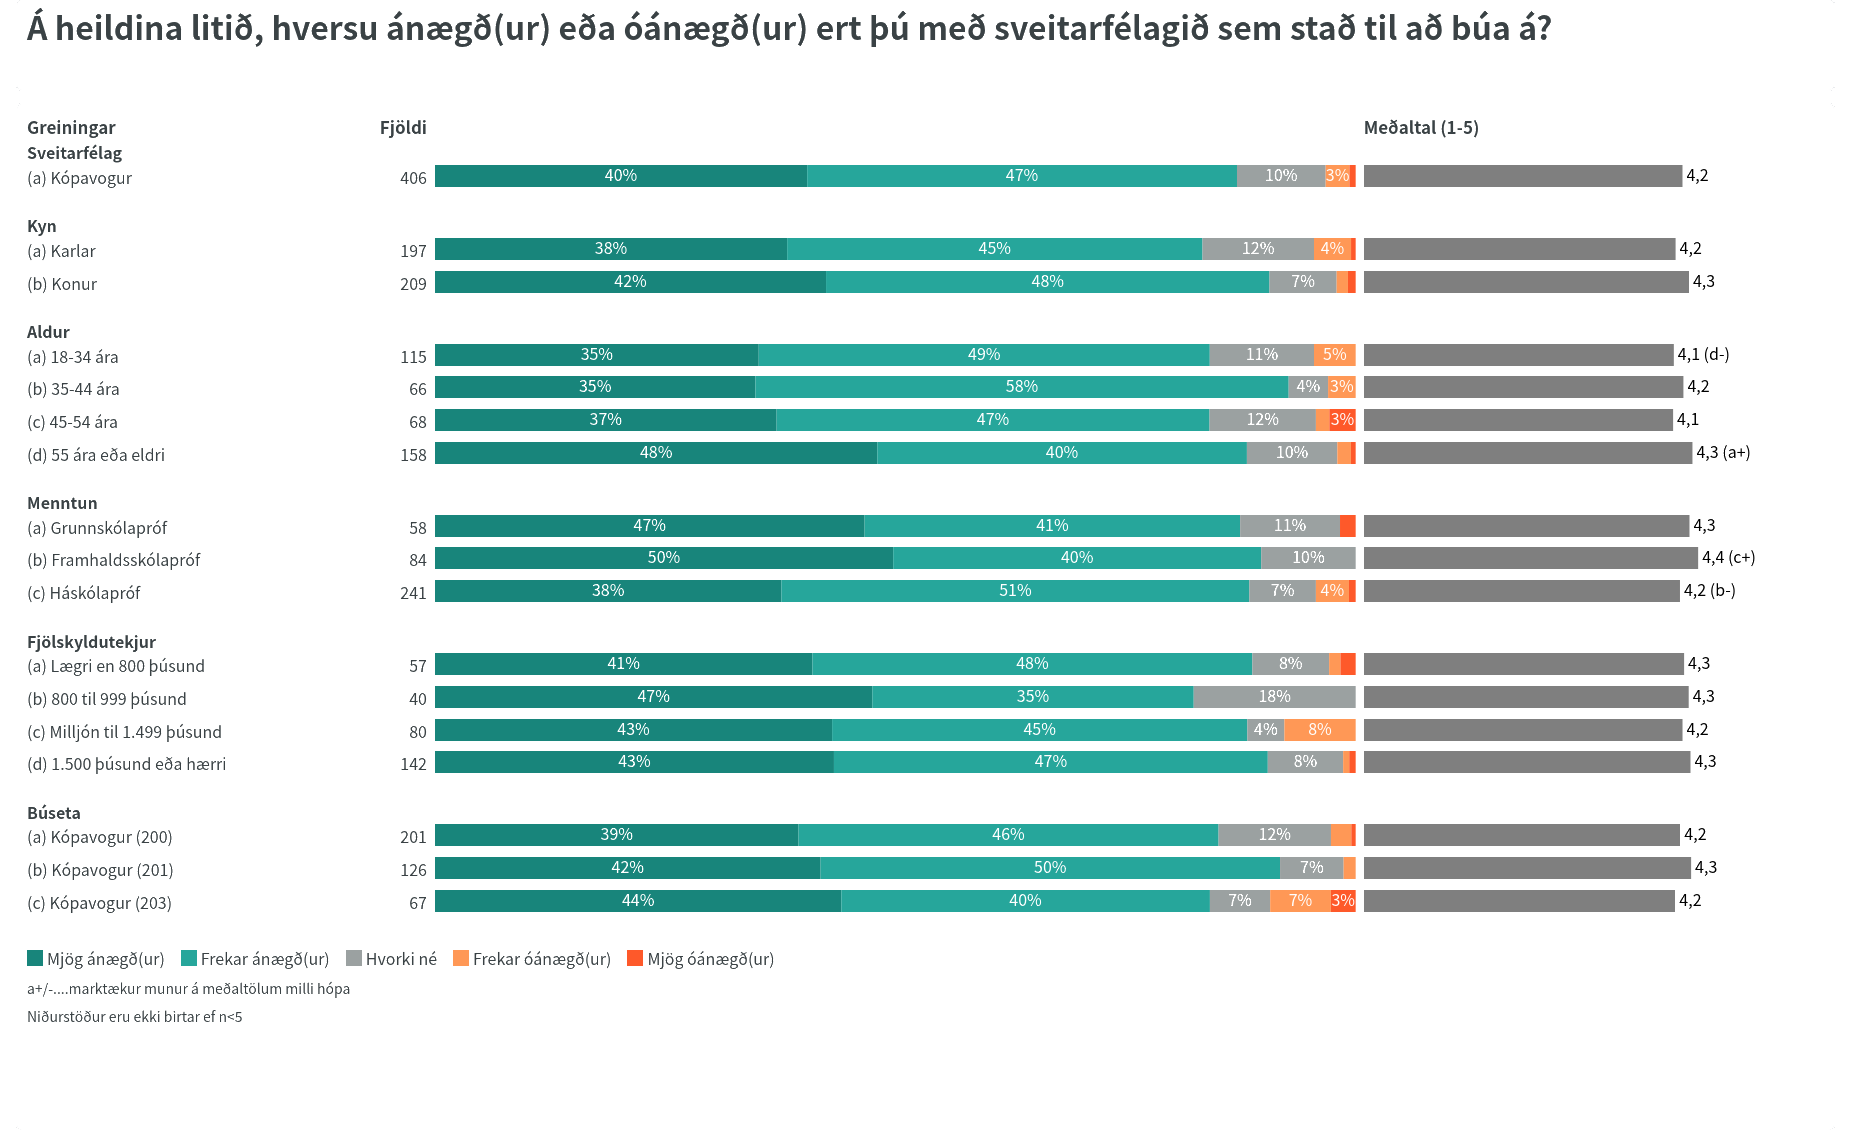 Á heildina litið, hversu ánægð(ur) eða óánægð(ur) ert þú með sveitarfélagið sem stað til að búa á?
Greiningar Fjöldi Meðaltal (1-5)
Sveitarfélag
(a) Kópavogur 406 40% 47% 10% 3% 4,2
Kyn
(a) Karlar 197 38% 45% 12% 4% 4,2
(b) Konur 209 42% 48% 7% 4,3
Aldur
(a) 18-34 ára 115 35% 49% 11% 5% 4,1 (d-)
(b) 35-44 ára 66 35% 58% 4% 3% 4,2
(c) 45-54 ára 68 37% 47% 12% 3% 4,1
(d) 55 ára eða eldri 158 48% 40% 10% 4,3 (a+)
Menntun
(a) Grunnskólapróf 58 47% 41% 11% 4,3
(b) Framhaldsskólapróf 84 50% 40% 10% 4,4 (c+)
(c) Háskólapróf 241 38% 51% 7% 4% 4,2 (b-)
Fjölskyldutekjur
(a) Lægri en 800 þúsund 57 41% 48% 8% 4,3
(b) 800 til 999 þúsund 40 47% 35% 18% 4,3
(c) Milljón til 1.499 þúsund 80 43% 45% 4% 8% 4,2
(d) 1.500 þúsund eða hærri 142 43% 47% 8% 4,3
Búseta
(a) Kópavogur (200) 201 39% 46% 12% 4,2
(b) Kópavogur (201) 126 42% 50% 7% 4,3
(c) Kópavogur (203) 67 44% 40% 7% 7% 3% 4,2
Mjög ánægð(ur) Frekar ánægð(ur) Hvorki né Frekar óánægð(ur) Mjög óánægð(ur)
a+/-....marktækur munur á meðaltölum milli hópa
Niðurstöður eru ekki birtar ef n<5